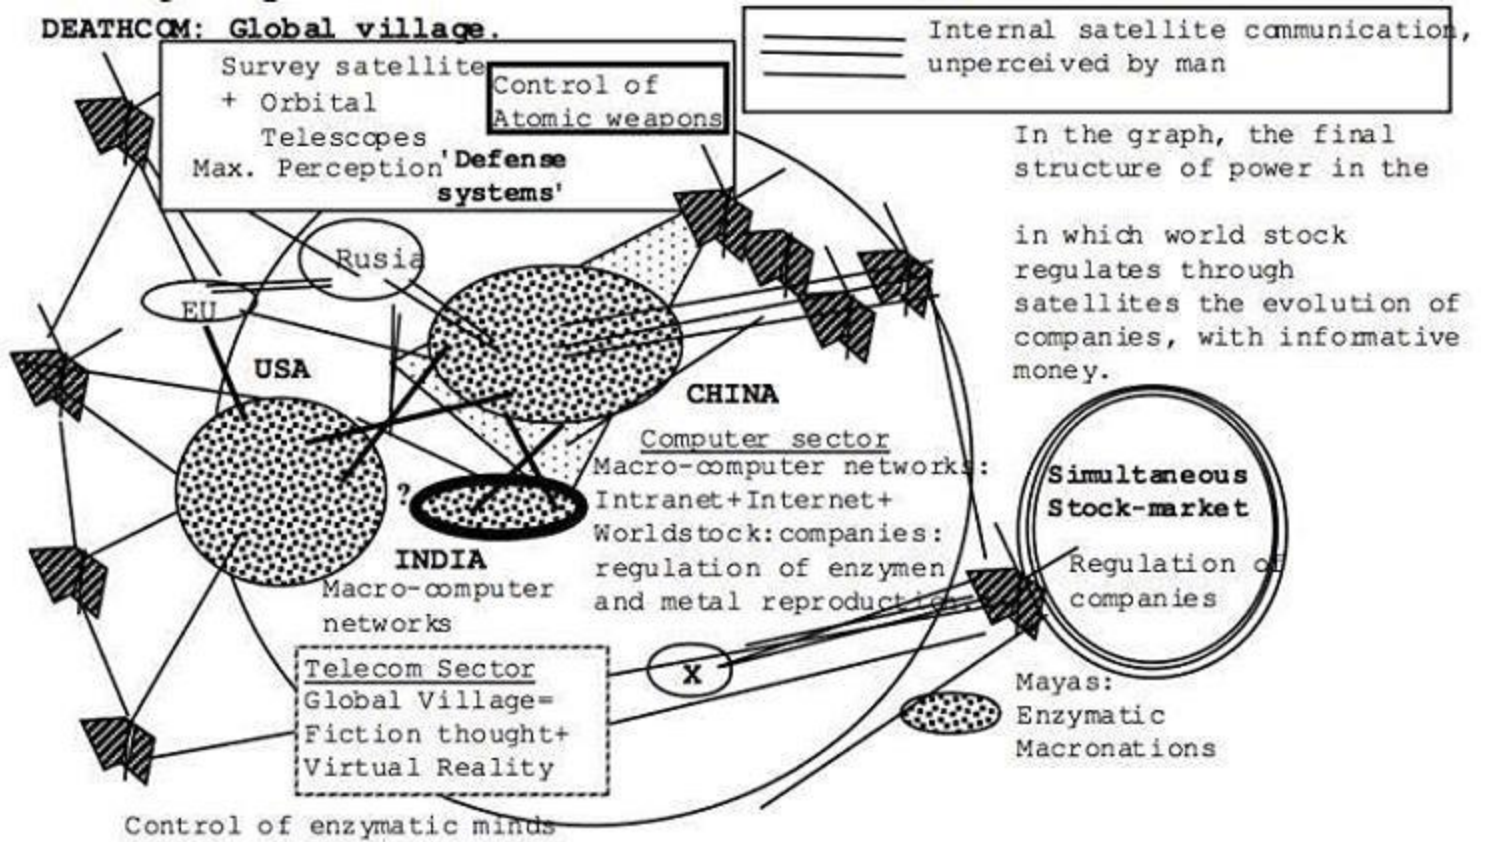 DEATHCOM: Global village.
Survey satellite
+ Orbital
Telescopes
Max. Perception
Control of
Atomic weapons
'Defense
systems'
Internal satellite communication,
unperceived by man
In the graph, the final
structure of power in the
in which world stock
regulates through
satellites the evolution of
companies, with informative
money.
Rusia
EU
USA
CHINA
Computer sector
Macro-computer networks:
Intranet+Internet+
Worldstock:companies:
regulation of enzymen
and metal reproduction.
?
INDIA
Macro-computer
networks
Simultaneous
Stock-market
Regulation of
companies
Telecom Sector
Global Village=
Fiction thought+
Virtual Reality
X
Mayas:
Enzymatic
Macronations
Control of enzymatic minds